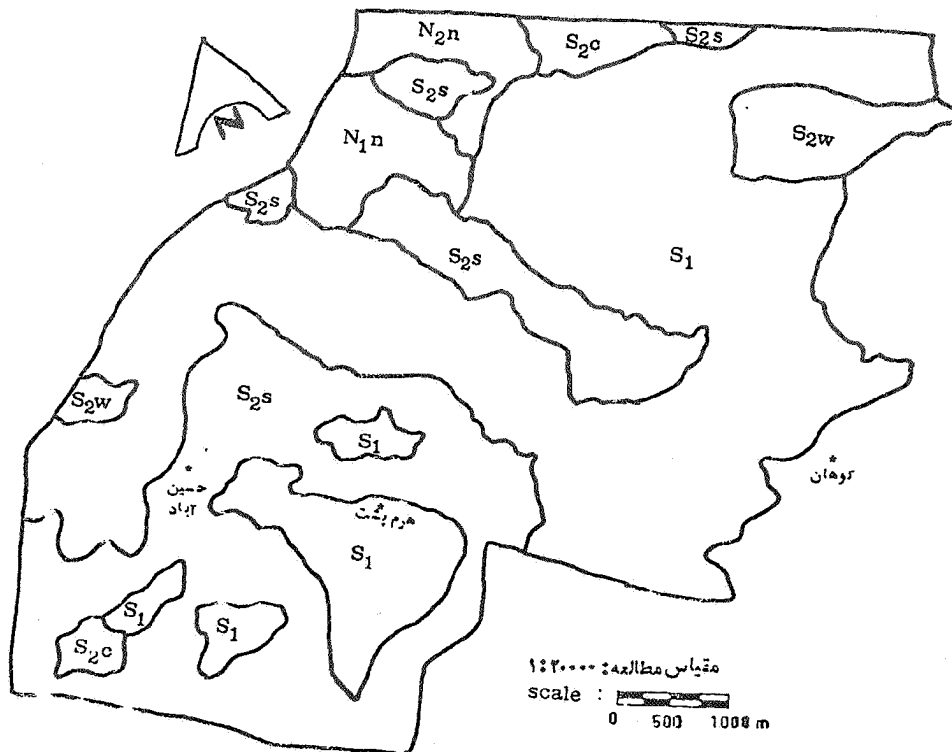 N₂n
S₂c
S₂s
S₂s
N
N₁n
S₂w
S₂s
S₂s
S₁
S₂w
S₂s
S₁
*
کوهان
*
حسین
آباد
هرم پشت
S₁
S₁
S₁
S₂c
مقیاس مطالعه: ۱:۲۰۰۰۰
scale :
0 500 1000 m